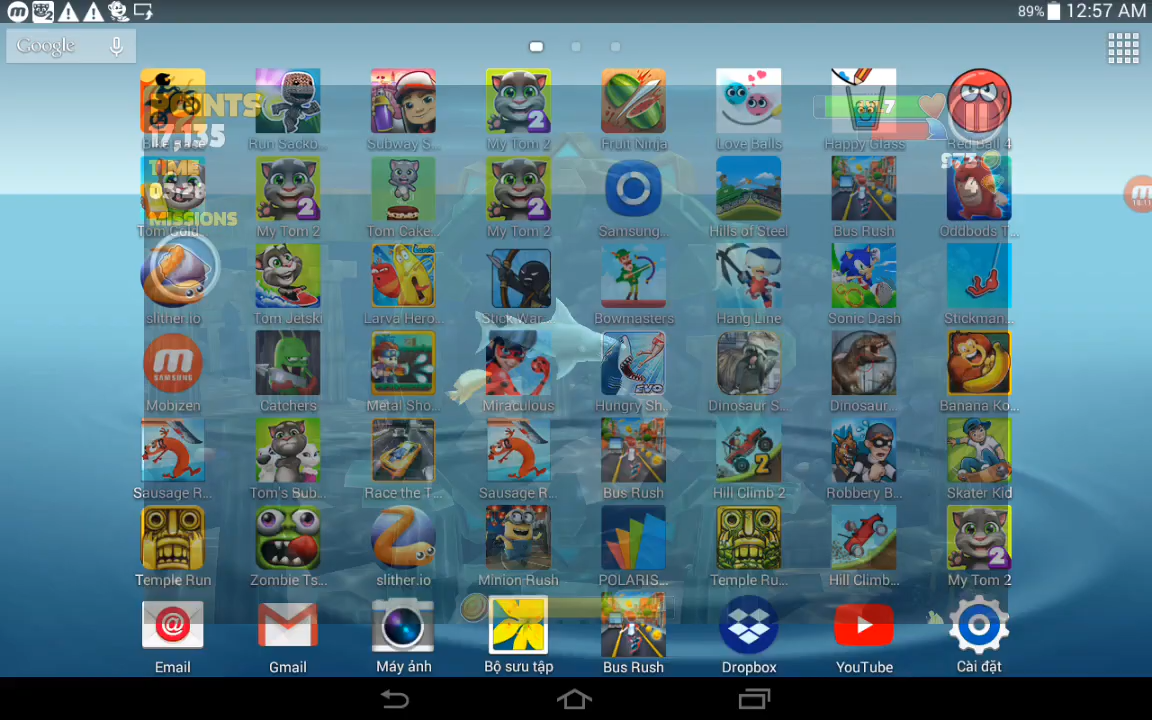 89% 12:57 AM
Google
POINTS
17,135
TIME
MISSIONS
Run Sackb... Subway S... My Tom 2 Fruit Ninja Love Balls Happy Glass Red Ball 4
973
Tom Gold... My Tom 2 Tom Cake... My Tom 2 Samsung... Hills of Steel Bus Rush Oddbods T...
slither.io Tom Jetski Larva Hero... Stick War... Bowmasters Hang Line Sonic Dash Stickman...
Mobizen Catchers Metal Sho... Miraculous Hungry Sh... Dinosaur S... Dinosaur... Banana Ko...
Sausage R... Tom's Bub... Race the T... Sausage R... Bus Rush Hill Climb 2 Robbery B... Skater Kid
Temple Run Zombie Ts... slither.io Minion Rush POLARIS... Temple Ru... Hill Climb... My Tom 2
Email Gmail Máy ảnh Bộ sưu tập Bus Rush Dropbox YouTube Cài đặt